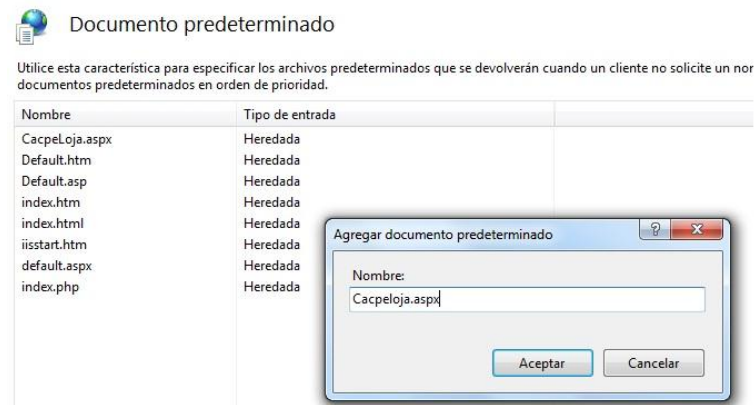 Documento predeterminado
Utilice esta característica para especificar los archivos predeterminados que se devolverán cuando un cliente no solicite un nor
documentos predeterminados en orden de prioridad.
Nombre Tipo de entrada
CacpeLoja.aspx Heredada
Default.htm Heredada
Default.asp Heredada
index.htm Heredada
index.html Heredada
iisstart.htm Heredada
default.aspx Heredada
index.php Heredada
Agregar documento predeterminado
Nombre:
Cacpeloja.aspx
Aceptar Cancelar